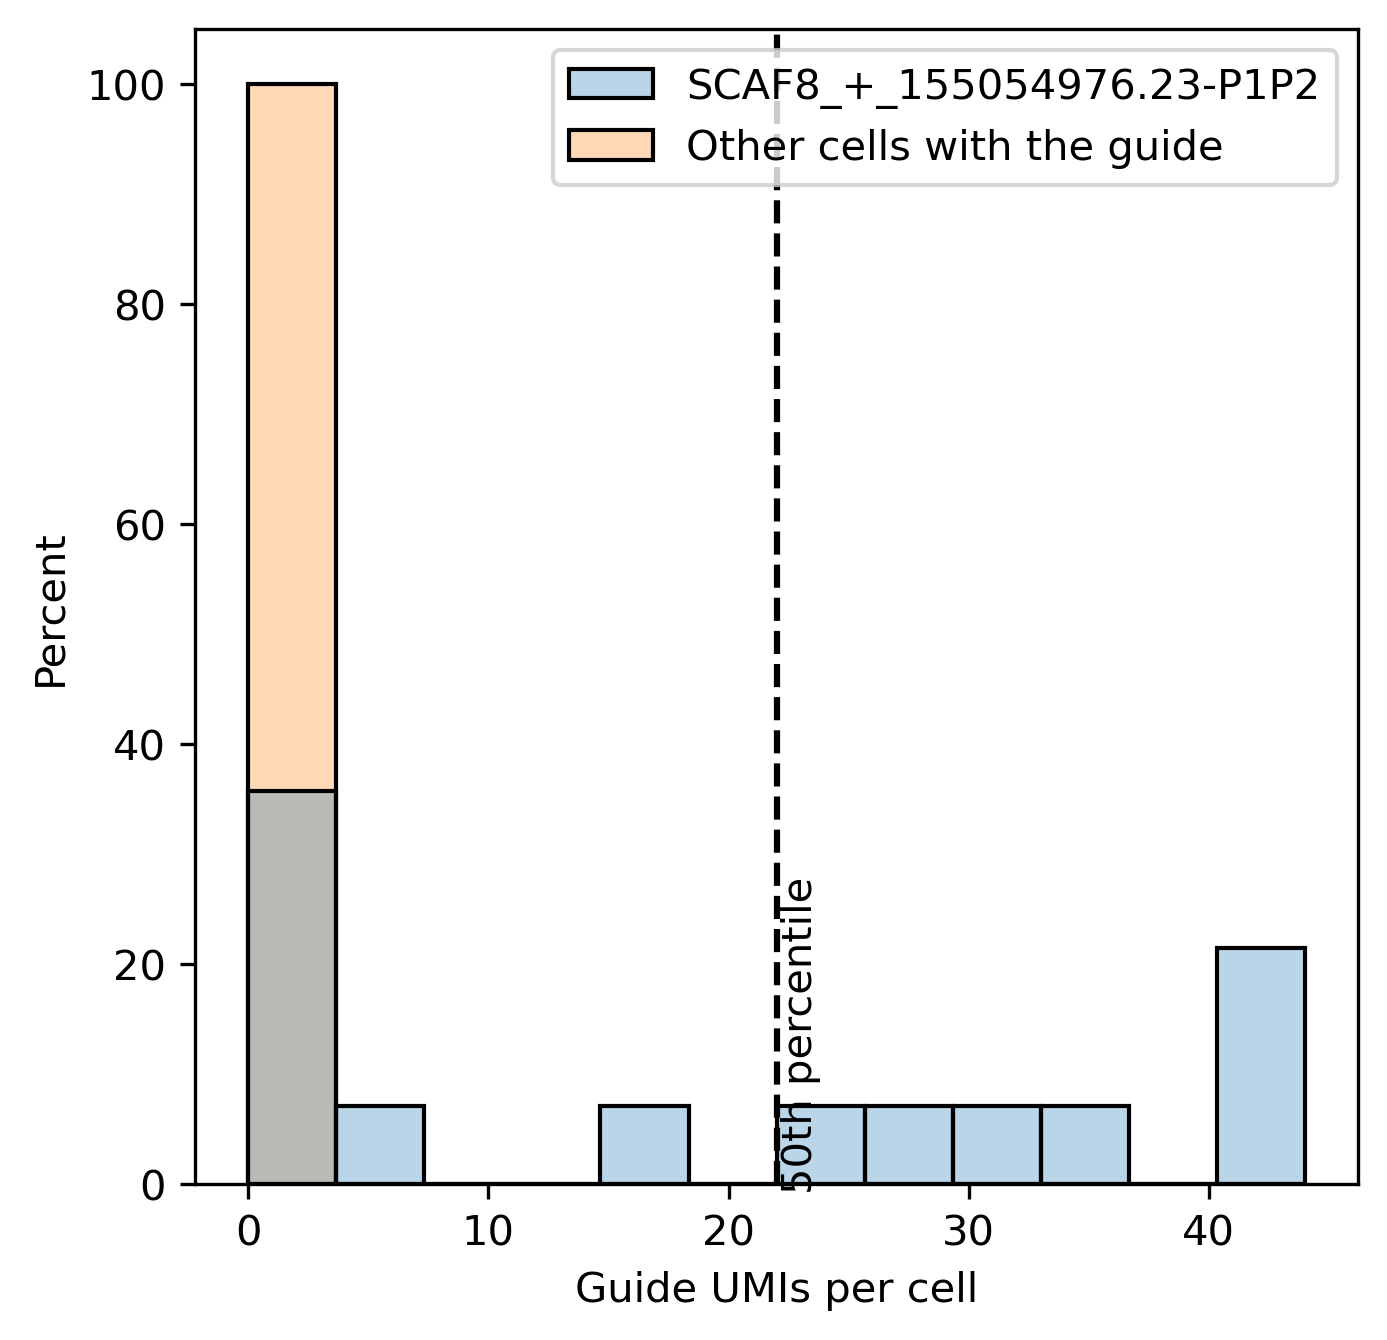 SCAF8_+_155054976.23-P1P2
Other cells with the guide
100
80
60
40
20
0
Percent
50th percentile
0 10 20 30 40
Guide UMIs per cell